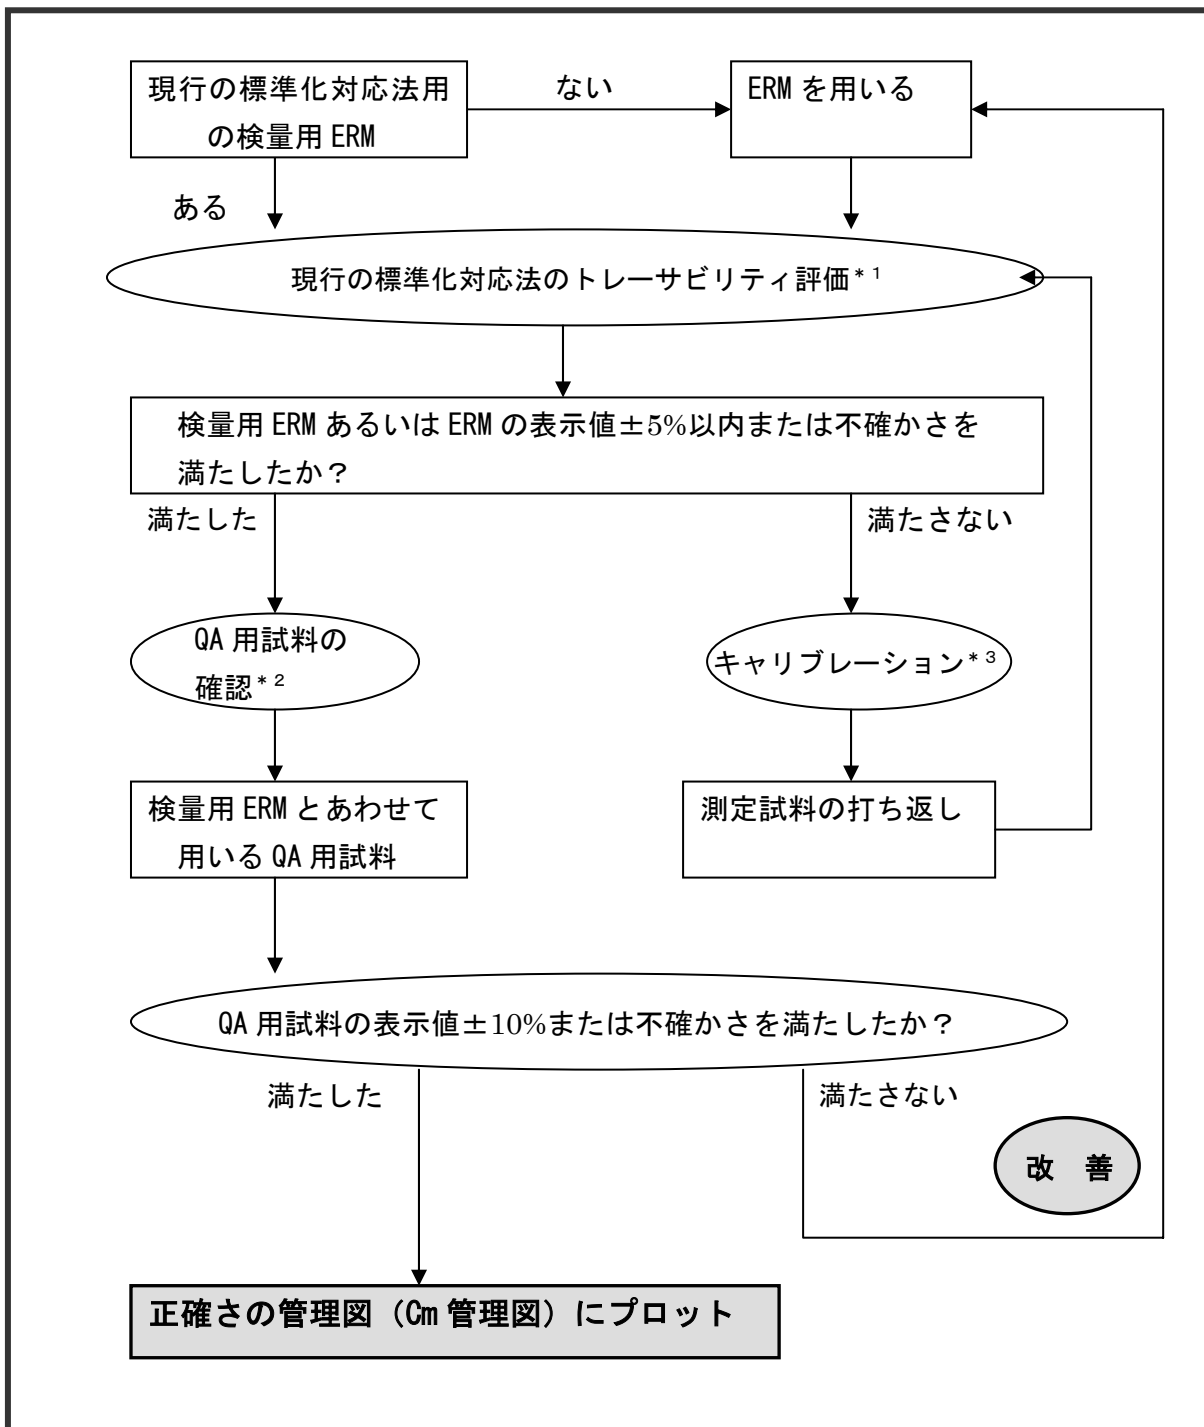 現行の標準化対応法用
の検量用 ERM
ない
ERM を用いる
ある
現行の標準化対応法のトレーサビリティ評価*1
検量用 ERM あるいは ERM の表示値±5%以内または不確かさを
満たしたか？
満たした
満たさない
QA 用試料の
確認*2
キャリブレーション*3
検量用 ERM とあわせて
用いる QA 用試料
測定試料の打ち返し
QA 用試料の表示値±10%または不確かさを満たしたか？
満たした
満たさない
改　善
正確さの管理図（Cm 管理図）にプロット